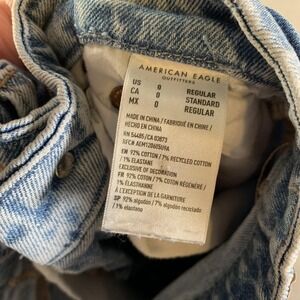 AMERICAN EAGLE
OUTFITTERS
US 0 REGULAR
CA 0 STANDARD
MX 0 REGULAR
MADE IN CHINA / FABRIQUÉ EN CHINE /
HECHO EN CHINA
RN 54485/CA 03873
EN 92% COTTON / 7% RECYCLED COTTON
/ 1% ELASTANE
EXCLUSIVE OF DECORATION
FR 92% COTON / 7% COTON RÉGÉNÉRÉ /
1% ÉLASTHANNE
À L'EXCEPTION DE LA GARNITURE
SP 92% algodón / 7% algodón reciclado
/ 1% elastano